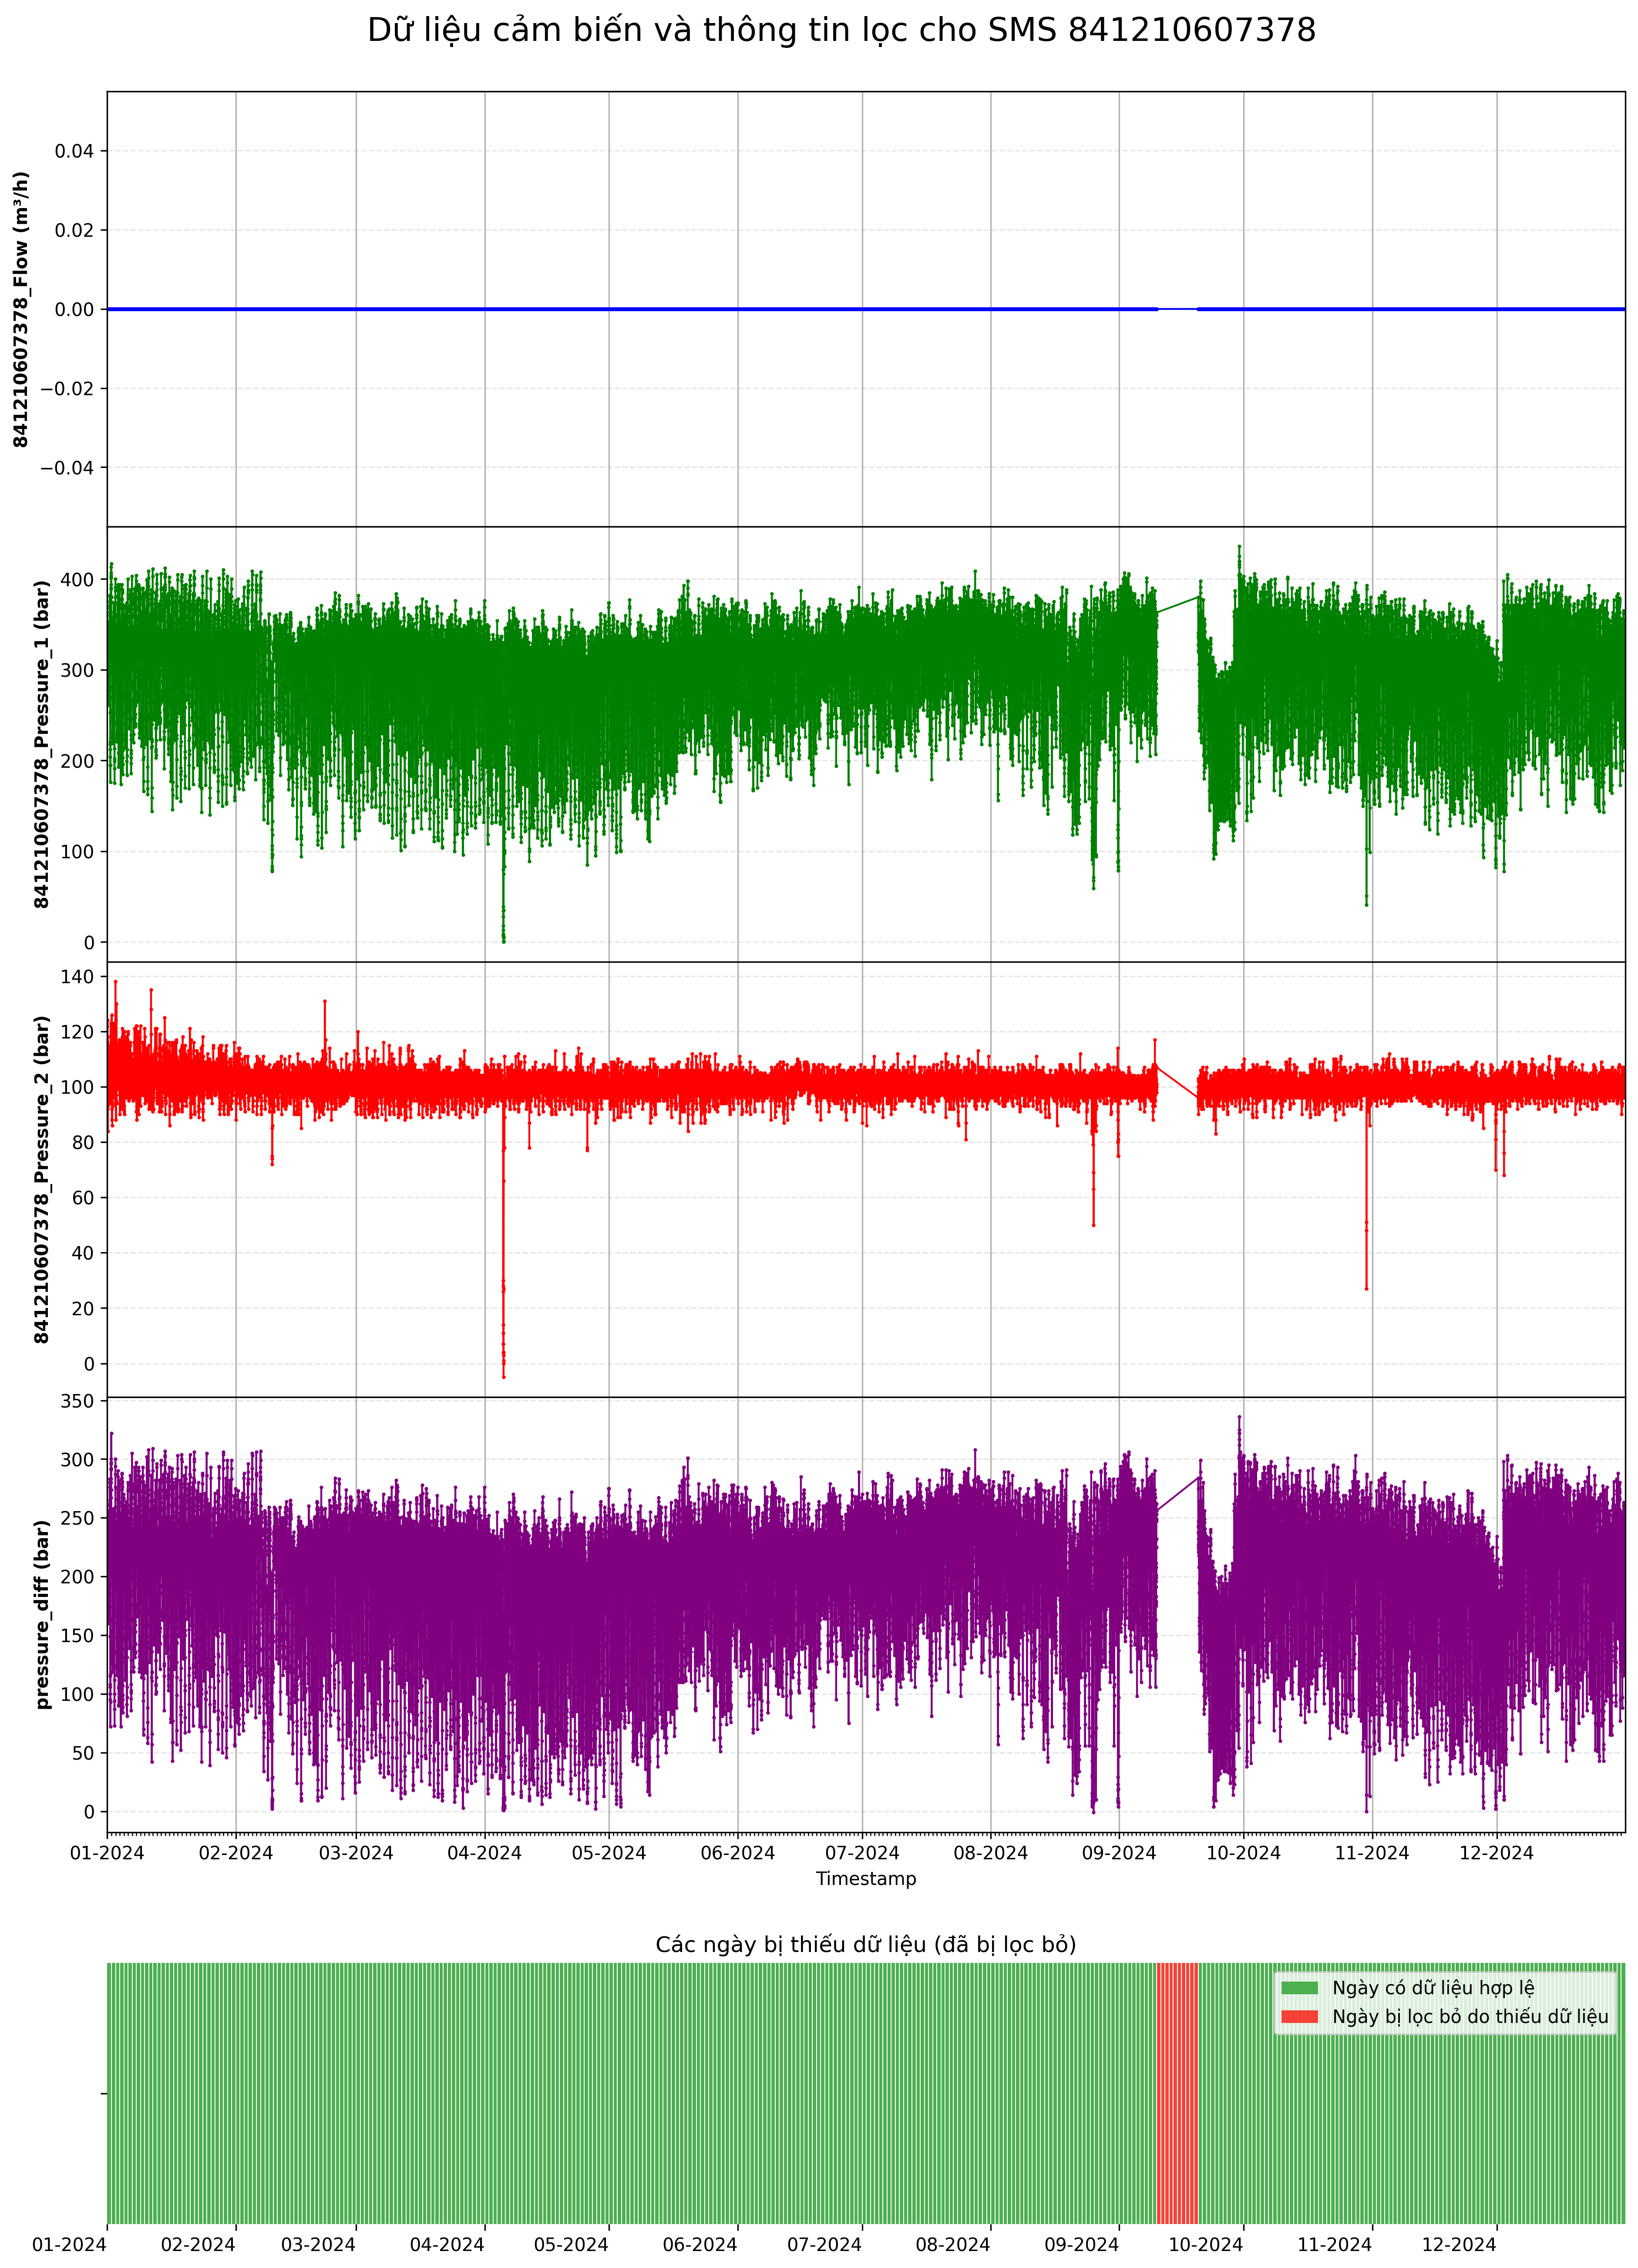 Dữ liệu cảm biến và thông tin lọc cho SMS 841210607378
841210607378_Flow (m³/h)
0.04
0.02
0.00
−0.02
−0.04
841210607378_Pressure_1 (bar)
400
300
200
100
0
841210607378_Pressure_2 (bar)
140
120
100
80
60
40
20
0
pressure_diff (bar)
350
300
250
200
150
100
50
0
01-2024 02-2024 03-2024 04-2024 05-2024 06-2024 07-2024 08-2024 09-2024 10-2024 11-2024 12-2024
Timestamp
Các ngày bị thiếu dữ liệu (đã bị lọc bỏ)
Ngày có dữ liệu hợp lệ
Ngày bị lọc bỏ do thiếu dữ liệu
01-2024 02-2024 03-2024 04-2024 05-2024 06-2024 07-2024 08-2024 09-2024 10-2024 11-2024 12-2024